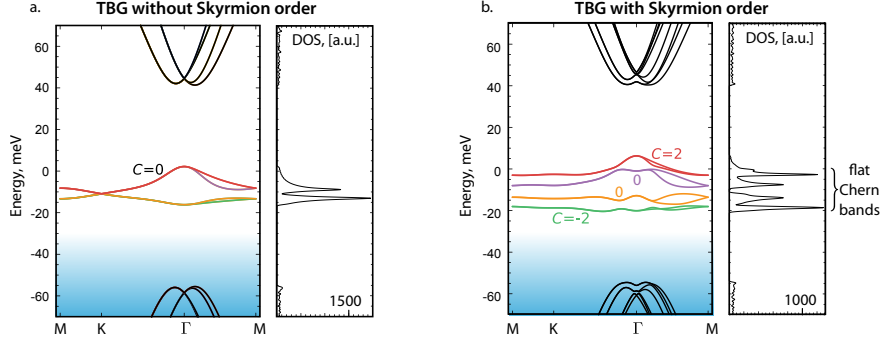 a.
TBG without Skyrmion order
Energy, meV
60
40
20
0
-20
-40
-60
C=0
M
K
Γ
M
DOS, [a.u.]
1500
b.
TBG with Skyrmion order
Energy, meV
60
40
20
0
-20
-40
-60
C=2
0
0
C=-2
M
K
Γ
M
DOS, [a.u.]
1000
flat
Chern
bands